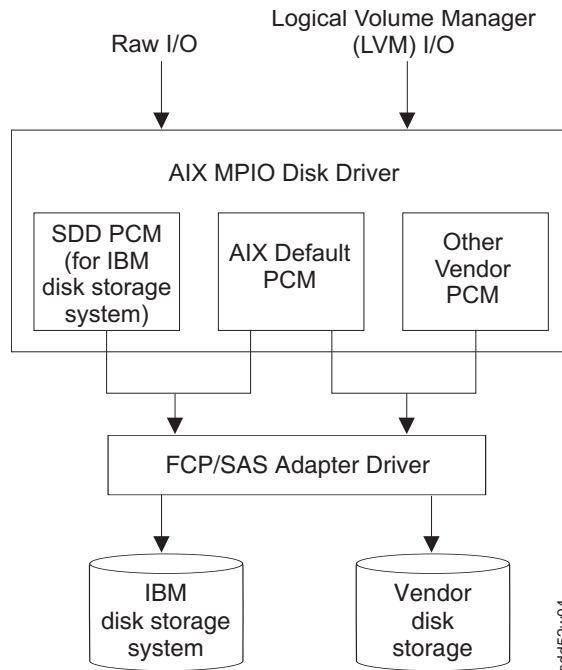 Raw I/O
Logical Volume Manager
(LVM) I/O
AIX MPIO Disk Driver
SDD PCM
(for IBM
disk storage
system)
AIX Default
PCM
Other
Vendor
PCM
FCP/SAS Adapter Driver
IBM
disk storage
system
Vendor
disk
storage